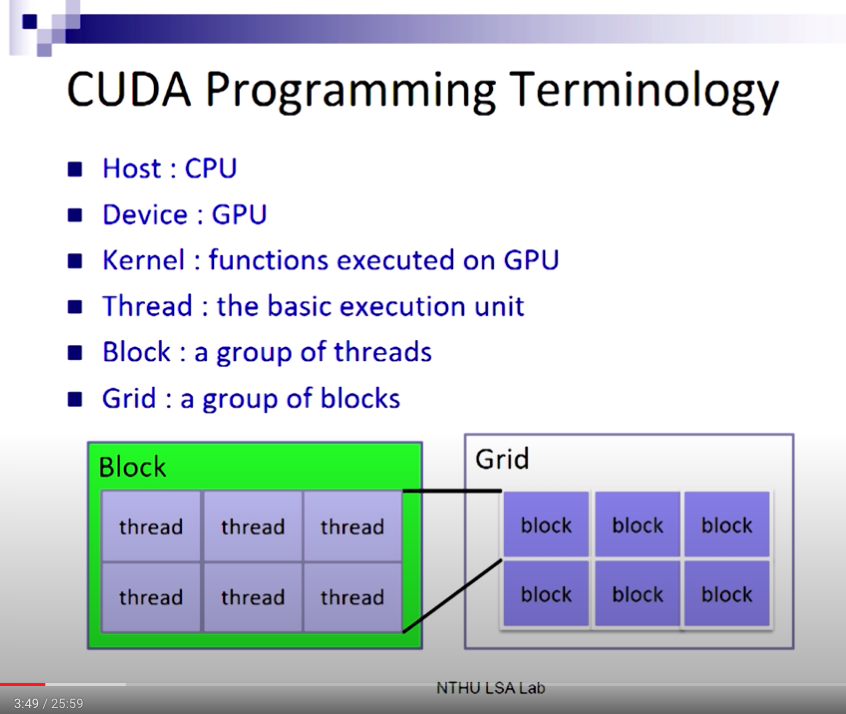 CUDA Programming Terminology
Host : CPU
Device : GPU
Kernel : functions executed on GPU
Thread : the basic execution unit
Block : a group of threads
Grid : a group of blocks
Block
thread thread thread
thread thread thread
Grid
block block block
block block block
NTHU LSA Lab
3:49 / 25:59